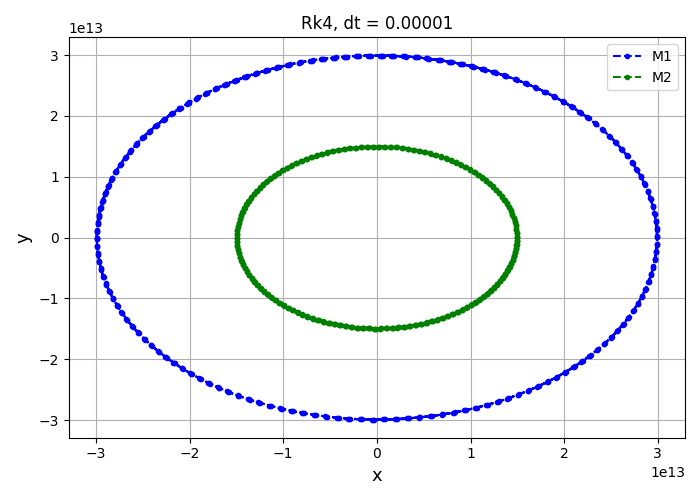 Rk4, dt = 0.00001
1e13
M1
M2
3
2
1
0
−1
−2
−3
y
−3 −2 −1 0 1 2 3
1e13
x